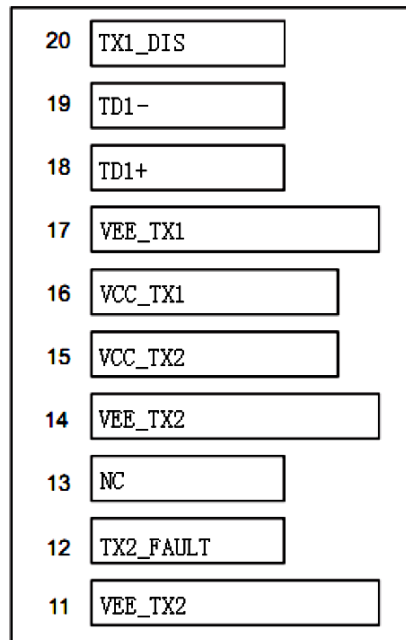 20 TX1_DIS
19 TD1-
18 TD1+
17 VEE_TX1
16 VCC_TX1
15 VCC_TX2
14 VEE_TX2
13 NC
12 TX2_FAULT
11 VEE_TX2